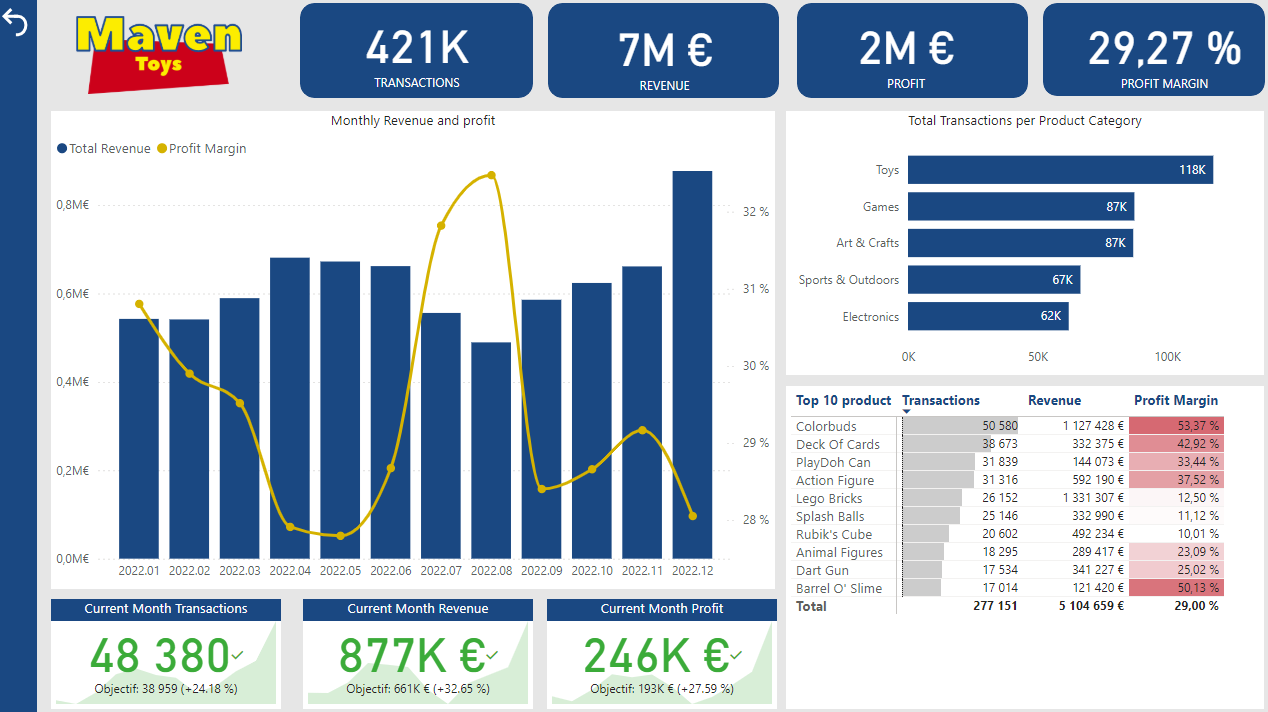 Maven
Toys
421K
TRANSACTIONS
7M €
REVENUE
2M €
PROFIT
29,27 %
PROFIT MARGIN
Monthly Revenue and profit
Total Revenue Profit Margin
0,8M€
0,6M€
0,4M€
0,2M€
0,0M€
32 %
31 %
30 %
29 %
28 %
2022.01 2022.02 2022.03 2022.04 2022.05 2022.06 2022.07 2022.08 2022.09 2022.10 2022.11 2022.12
Total Transactions per Product Category
Toys 118K
Games 87K
Art & Crafts 87K
Sports & Outdoors 67K
Electronics 62K
0K 50K 100K
Top 10 product Transactions Revenue Profit Margin
Colorbuds 50 580 1 127 428 € 53,37 %
Deck Of Cards 38 673 332 375 € 42,92 %
PlayDoh Can 31 839 144 073 € 33,44 %
Action Figure 31 316 592 190 € 37,52 %
Lego Bricks 26 152 1 331 307 € 12,50 %
Splash Balls 25 146 332 990 € 11,12 %
Rubik's Cube 20 602 492 234 € 10,01 %
Animal Figures 18 295 289 417 € 23,09 %
Dart Gun 17 534 341 227 € 25,02 %
Barrel O' Slime 17 014 121 420 € 50,13 %
Total 277 151 5 104 659 € 29,00 %
Current Month Transactions
48 380
Objectif: 38 959 (+24.18 %)
Current Month Revenue
877K €
Objectif: 661K € (+32.65 %)
Current Month Profit
246K €
Objectif: 193K € (+27.59 %)